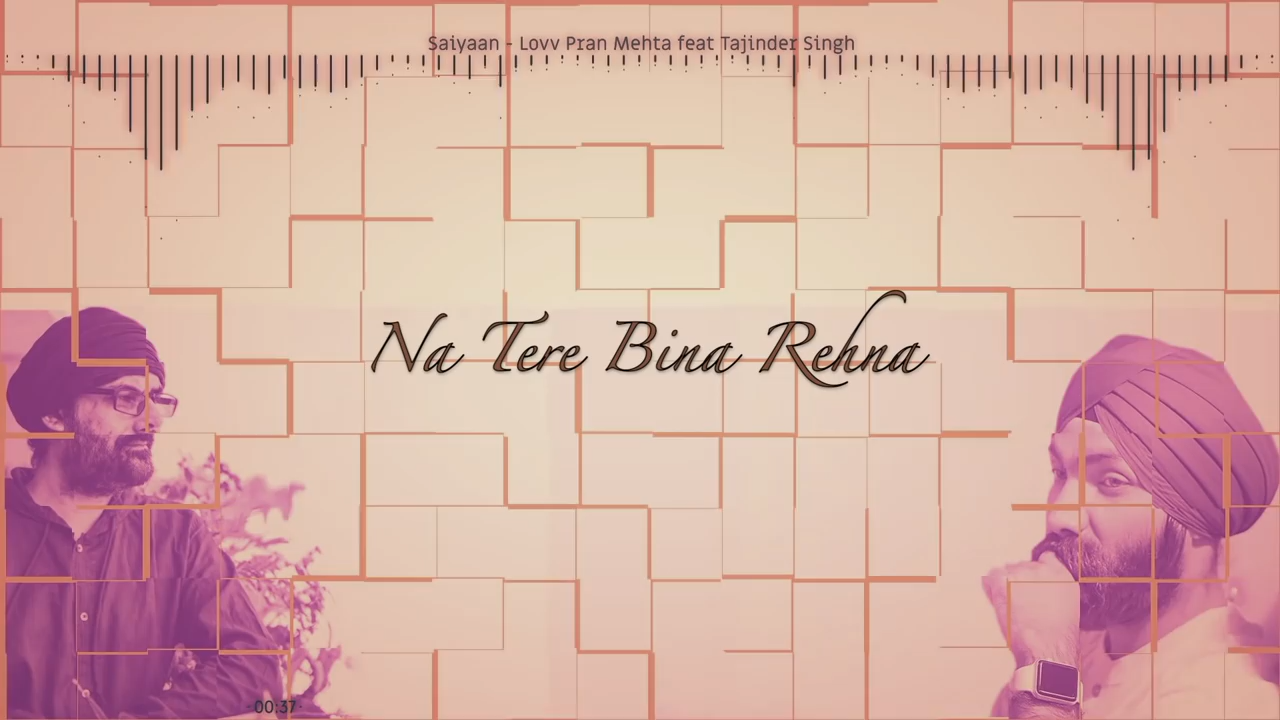 Saiyaan - Lovv Pran Mehta feat Tajinder Singh
Na Tere Bina Rehna
00:37